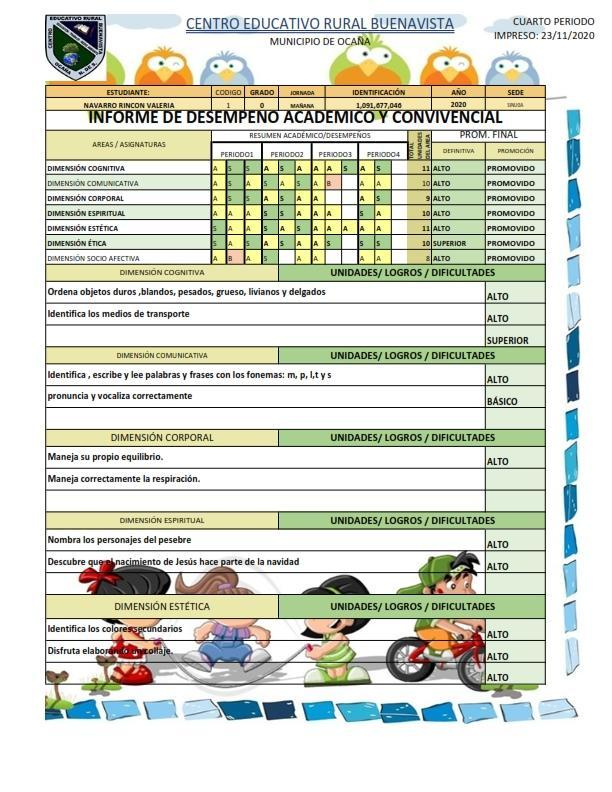 CENTRO EDUCATIVO RURAL BUENAVISTA
MUNICIPIO DE OCAÑA
CUARTO PERIODO
IMPRESO: 23/11/2020
ESTUDIANTE: CODIGO GRADO JORNADA IDENTIFICACIÓN AÑO SEDE
NAVARRO RINCON VALERIA 1 0 MAÑANA 1,091,677,046 2020
INFORME DE DESEMPEÑO ACADEMICO Y CONVIVENCIAL
AREAS / ASIGNATURAS RESUMEN ACADÉMICO/DESEMPEÑOS TOTAL UNIDADES DEL AREA PROM. FINAL
PERIODO1 PERIODO2 PERIODO3 PERIODO4 DEFINITIVA PROMOCIÓN
DIMENSIÓN COGNITIVA A S S A S A A A S A S 11 ALTO PROMOVIDO
DIMENSIÓN COMUNICATIVA A S A S A S A B A A 10 ALTO PROMOVIDO
DIMENSIÓN CORPORAL A S A S A A A S A 9 ALTO PROMOVIDO
DIMENSIÓN ESPIRITUAL A A A S A A A S A 10 ALTO PROMOVIDO
DIMENSIÓN ESTÉTICA S A A S A S A A A A A 11 ALTO PROMOVIDO
DIMENSIÓN ÉTICA S A S A S A S A S S 10 SUPERIOR PROMOVIDO
DIMENSIÓN SOCIO AFECTIVA A B A S A A A A 8 ALTO PROMOVIDO
DIMENSIÓN COGNITIVA UNIDADES/ LOGROS / DIFICULTADES
Ordena objetos duros ,blandos, pesados, grueso, livianos y delgados ALTO
Identifica los medios de transporte ALTO
SUPERIOR
DIMENSIÓN COMUNICATIVA UNIDADES/ LOGROS / DIFICULTADES
Identifica , escribe y lee palabras y frases con los fonemas: m, p, l,t y s ALTO
pronuncia y vocaliza correctamente BÁSICO
DIMENSIÓN CORPORAL UNIDADES/ LOGROS / DIFICULTADES
Maneja su propio equilibrio. ALTO
Maneja correctamente la respiración.
DIMENSIÓN ESPIRITUAL UNIDADES/ LOGROS / DIFICULTADES
Nombra los personajes del pesebre ALTO
Descubre que el nacimiento de Jesús hace parte de la navidad ALTO
DIMENSIÓN ESTÉTICA UNIDADES/ LOGROS / DIFICULTADES
Identifica los colores secundarios ALTO
Disfruta elaborando un collaje. ALTO
ALTO